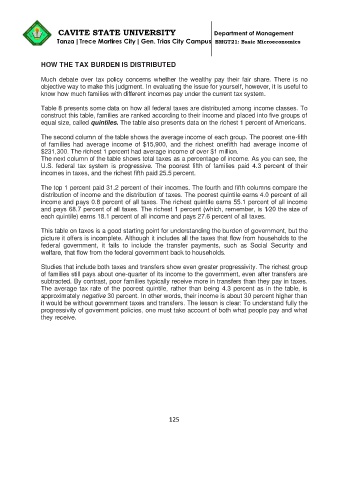 CAVITE STATE UNIVERSITY
Department of Management
Tanza | Trece Martires City | Gen. Trias City Campus
BMGT21: Basic Microeconomics
HOW THE TAX BURDEN IS DISTRIBUTED
Much debate over tax policy concerns whether the wealthy pay their fair share. There is no
objective way to make this judgment. In evaluating the issue for yourself, however, it is useful to
know how much families with different incomes pay under the current tax system.
Table 8 presents some data on how all federal taxes are distributed among income classes. To
construct this table, families are ranked according to their income and placed into five groups of
equal size, called quintiles. The table also presents data on the richest 1 percent of Americans.
The second column of the table shows the average income of each group. The poorest one-fifth
of families had average income of $15,900, and the richest onefifth had average income of
$231,300. The richest 1 percent had average income of over $1 million.
The next column of the table shows total taxes as a percentage of income. As you can see, the
U.S. federal tax system is progressive. The poorest fifth of families paid 4.3 percent of their
incomes in taxes, and the richest fifth paid 25.5 percent.
The top 1 percent paid 31.2 percent of their incomes. The fourth and fifth columns compare the
distribution of income and the distribution of taxes. The poorest quintile earns 4.0 percent of all
income and pays 0.8 percent of all taxes. The richest quintile earns 55.1 percent of all income
and pays 68.7 percent of all taxes. The richest 1 percent (which, remember, is 1⁄20 the size of
each quintile) earns 18.1 percent of all income and pays 27.6 percent of all taxes.
This table on taxes is a good starting point for understanding the burden of government, but the
picture it offers is incomplete. Although it includes all the taxes that flow from households to the
federal government, it fails to include the transfer payments, such as Social Security and
welfare, that flow from the federal government back to households.
Studies that include both taxes and transfers show even greater progressivity. The richest group
of families still pays about one-quarter of its income to the government, even after transfers are
subtracted. By contrast, poor families typically receive more in transfers than they pay in taxes.
The average tax rate of the poorest quintile, rather than being 4.3 percent as in the table, is
approximately negative 30 percent. In other words, their income is about 30 percent higher than
it would be without government taxes and transfers. The lesson is clear: To understand fully the
progressivity of government policies, one must take account of both what people pay and what
they receive.
125